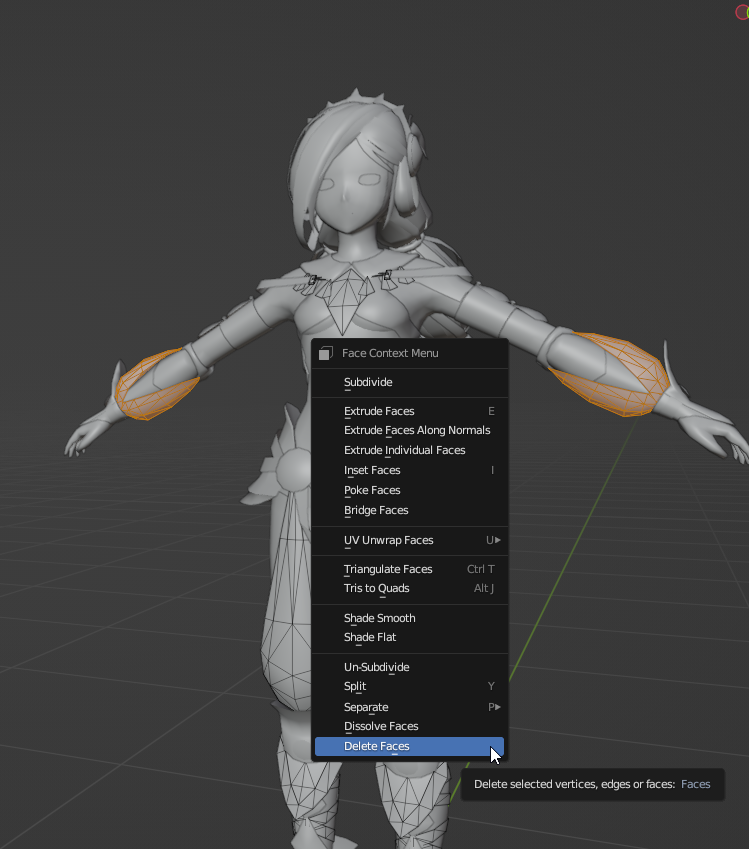 Face Context Menu
Subdivide
Extrude Faces E
Extrude Faces Along Normals
Extrude Individual Faces
Inset Faces I
Poke Faces
Bridge Faces
UV Unwrap Faces U
Triangulate Faces Ctrl T
Tris to Quads Alt J
Shade Smooth
Shade Flat
Un-Subdivide
Split Y
Separate P
Dissolve Faces
Delete Faces
Delete selected vertices, edges or faces: Faces